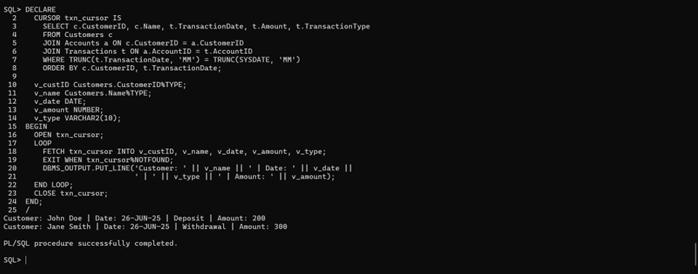 SQL> DECLARE
  2    CURSOR txn_cursor IS
  3      SELECT c.CustomerID, c.Name, t.TransactionDate, t.Amount, t.TransactionType
  4      FROM Customers c
  5      JOIN Accounts a ON c.CustomerID = a.CustomerID
  6      JOIN Transactions t ON a.AccountID = t.AccountID
  7      WHERE TRUNC(t.TransactionDate, 'MM') = TRUNC(SYSDATE, 'MM')
  8      ORDER BY c.CustomerID, t.TransactionDate;
  9
 10    v_custID Customers.CustomerID%TYPE;
 11    v_name Customers.Name%TYPE;
 12    v_date DATE;
 13    v_amount NUMBER;
 14    v_type VARCHAR2(10);
 15  BEGIN
 16    OPEN txn_cursor;
 17    LOOP
 18      FETCH txn_cursor INTO v_custID, v_name, v_date, v_amount, v_type;
 19      EXIT WHEN txn_cursor%NOTFOUND;
 20      DBMS_OUTPUT.PUT_LINE('Customer: ' || v_name || ' | Date: ' || v_date ||
 21                           ' | ' || v_type || ' | Amount: ' || v_amount);
 22    END LOOP;
 23    CLOSE txn_cursor;
 24  END;
 25  /
Customer: John Doe | Date: 26-JUN-25 | Deposit | Amount: 200
Customer: Jane Smith | Date: 26-JUN-25 | Withdrawal | Amount: 300
PL/SQL procedure successfully completed.
SQL>